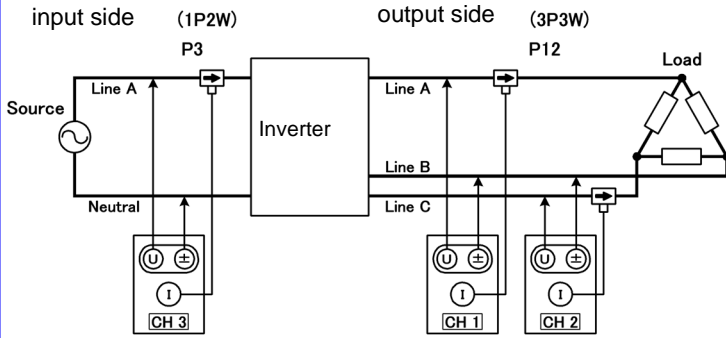 input side (1P2W) output side (3P3W)
P3 P12
Load
Line A Line A
Source
Inverter
Line B
Neutral Line C
U ± U ± U ±
I I I
CH 3 CH 1 CH 2